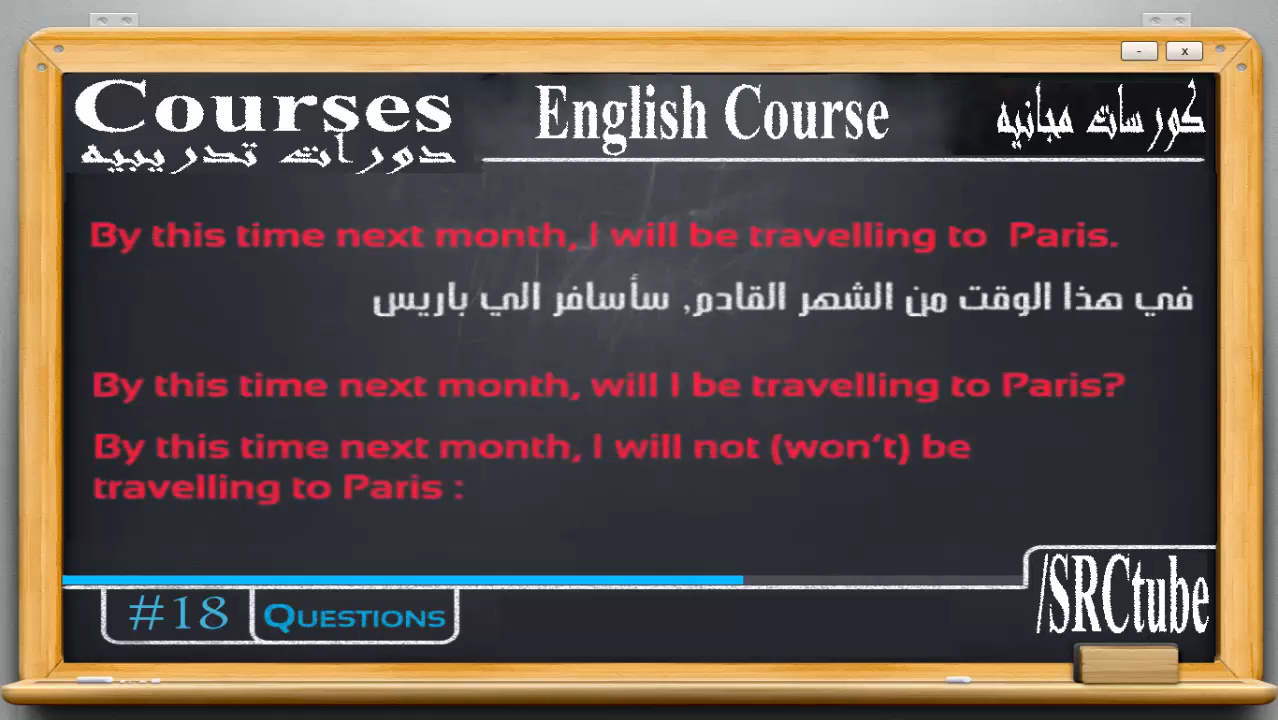 Courses
دورات تدريبيه
English Course
كورسات مجانيه
By this time next month, I will be travelling to Paris.
في هذا الوقت من الشهر القادم, سأسافر الي باريس
By this time next month, will I be travelling to Paris?
By this time next month, I will not (won‘t) be
travelling to Paris :
#18
QUESTIONS
/SRCtube